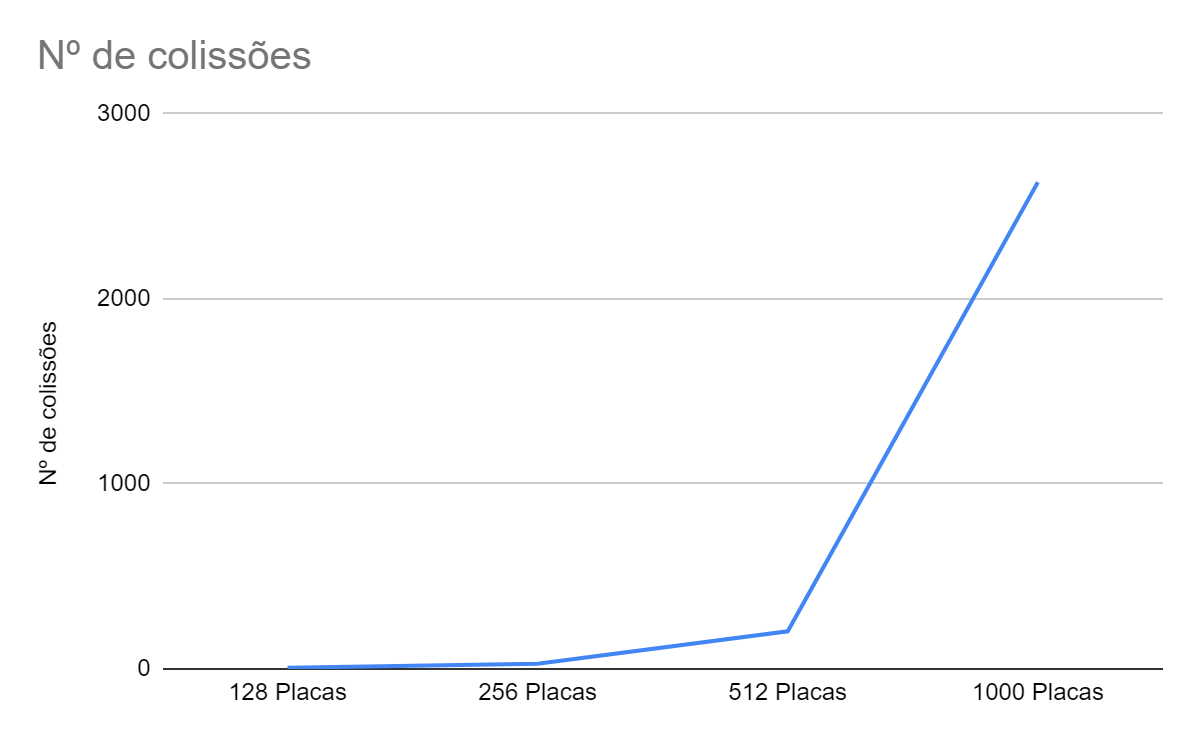 Nº de colissões
3000
2000
1000
0
Nº de colissões
128 Placas
256 Placas
512 Placas
1000 Placas